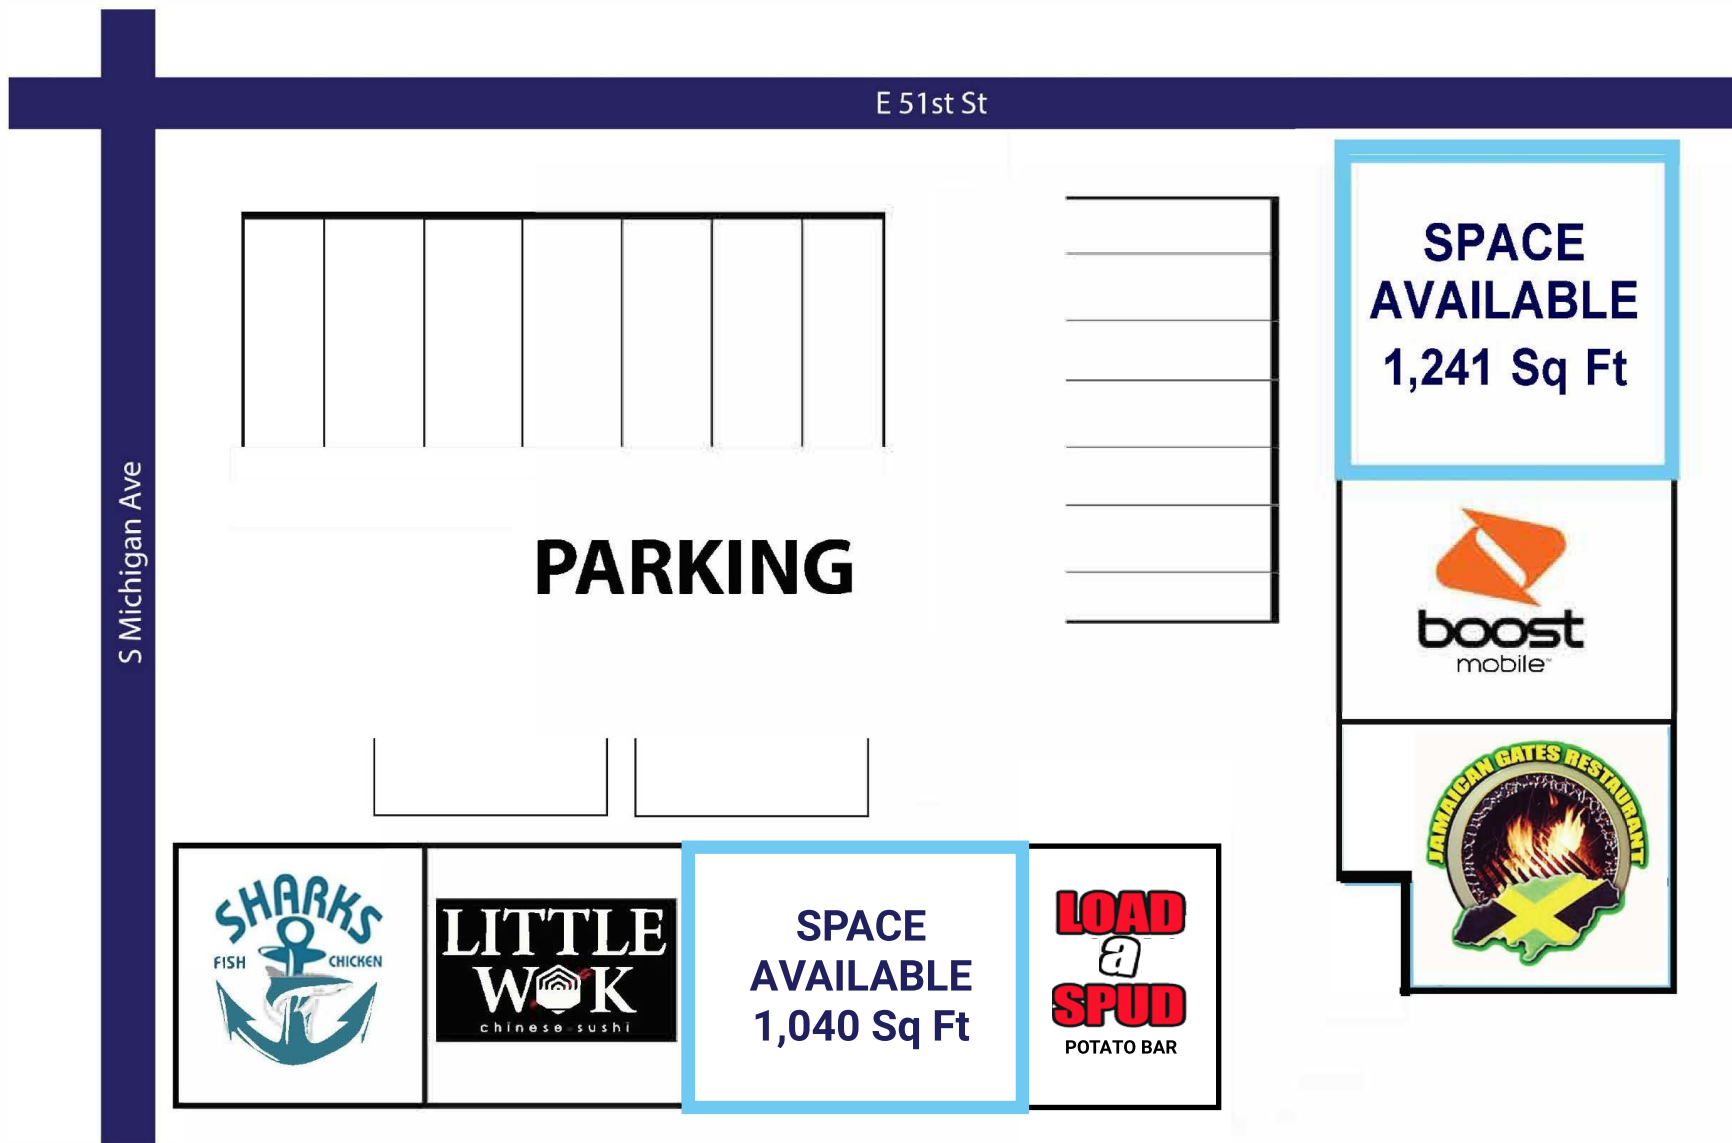 E 51st St
S Michigan Ave
SPACE
AVAILABLE
1,241 Sq Ft
PARKING
boost
mobile™
JAMAICAN GATES RESTAURANT
SHARKS
FISH CHICKEN
LITTLE
WOK
chinese sushi
SPACE
AVAILABLE
1,040 Sq Ft
LOAD
a
SPUD
POTATO BAR